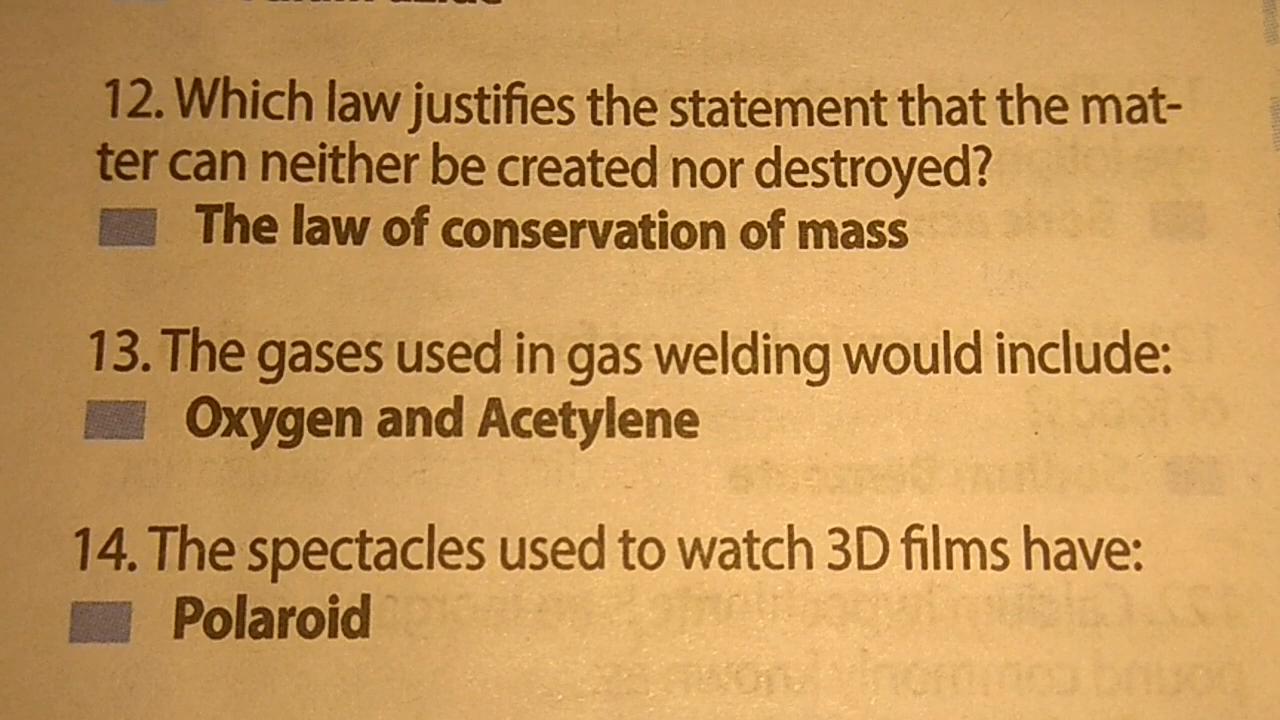 12. Which law justifies the statement that the mat-
ter can neither be created nor destroyed?
The law of conservation of mass
13. The gases used in gas welding would include:
Oxygen and Acetylene
14. The spectacles used to watch 3D films have:
Polaroid